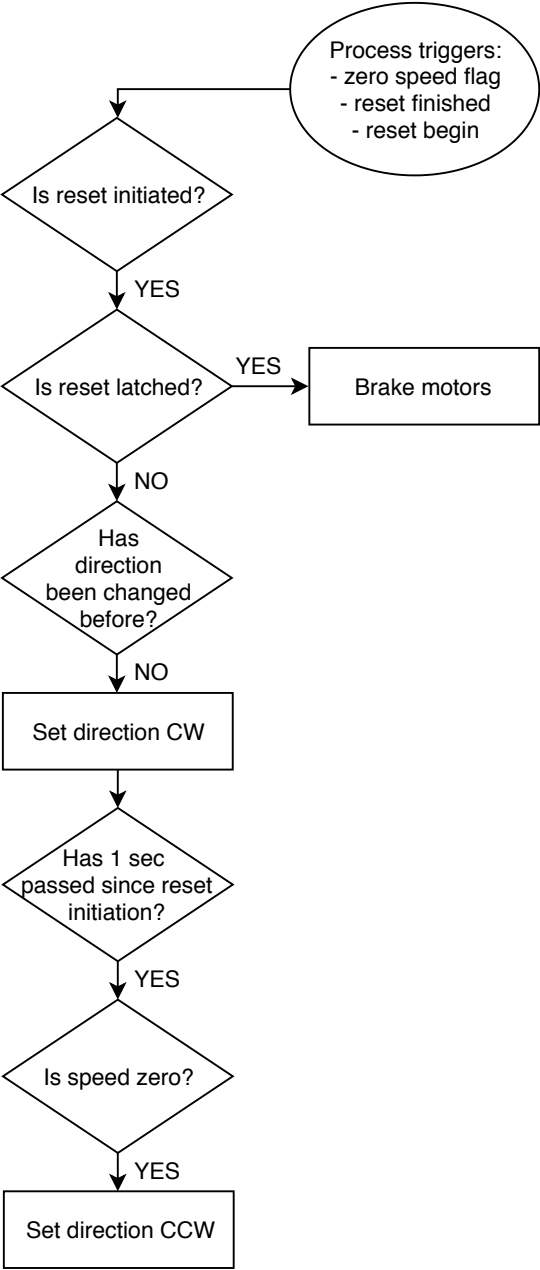 Process triggers:
- zero speed flag
- reset finished
- reset begin
Is reset initiated?
YES
Is reset latched?
YES
Brake motors
NO
Has
direction
been changed
before?
NO
Set direction CW
Has 1 sec
passed since reset
initiation?
YES
Is speed zero?
YES
Set direction CCW